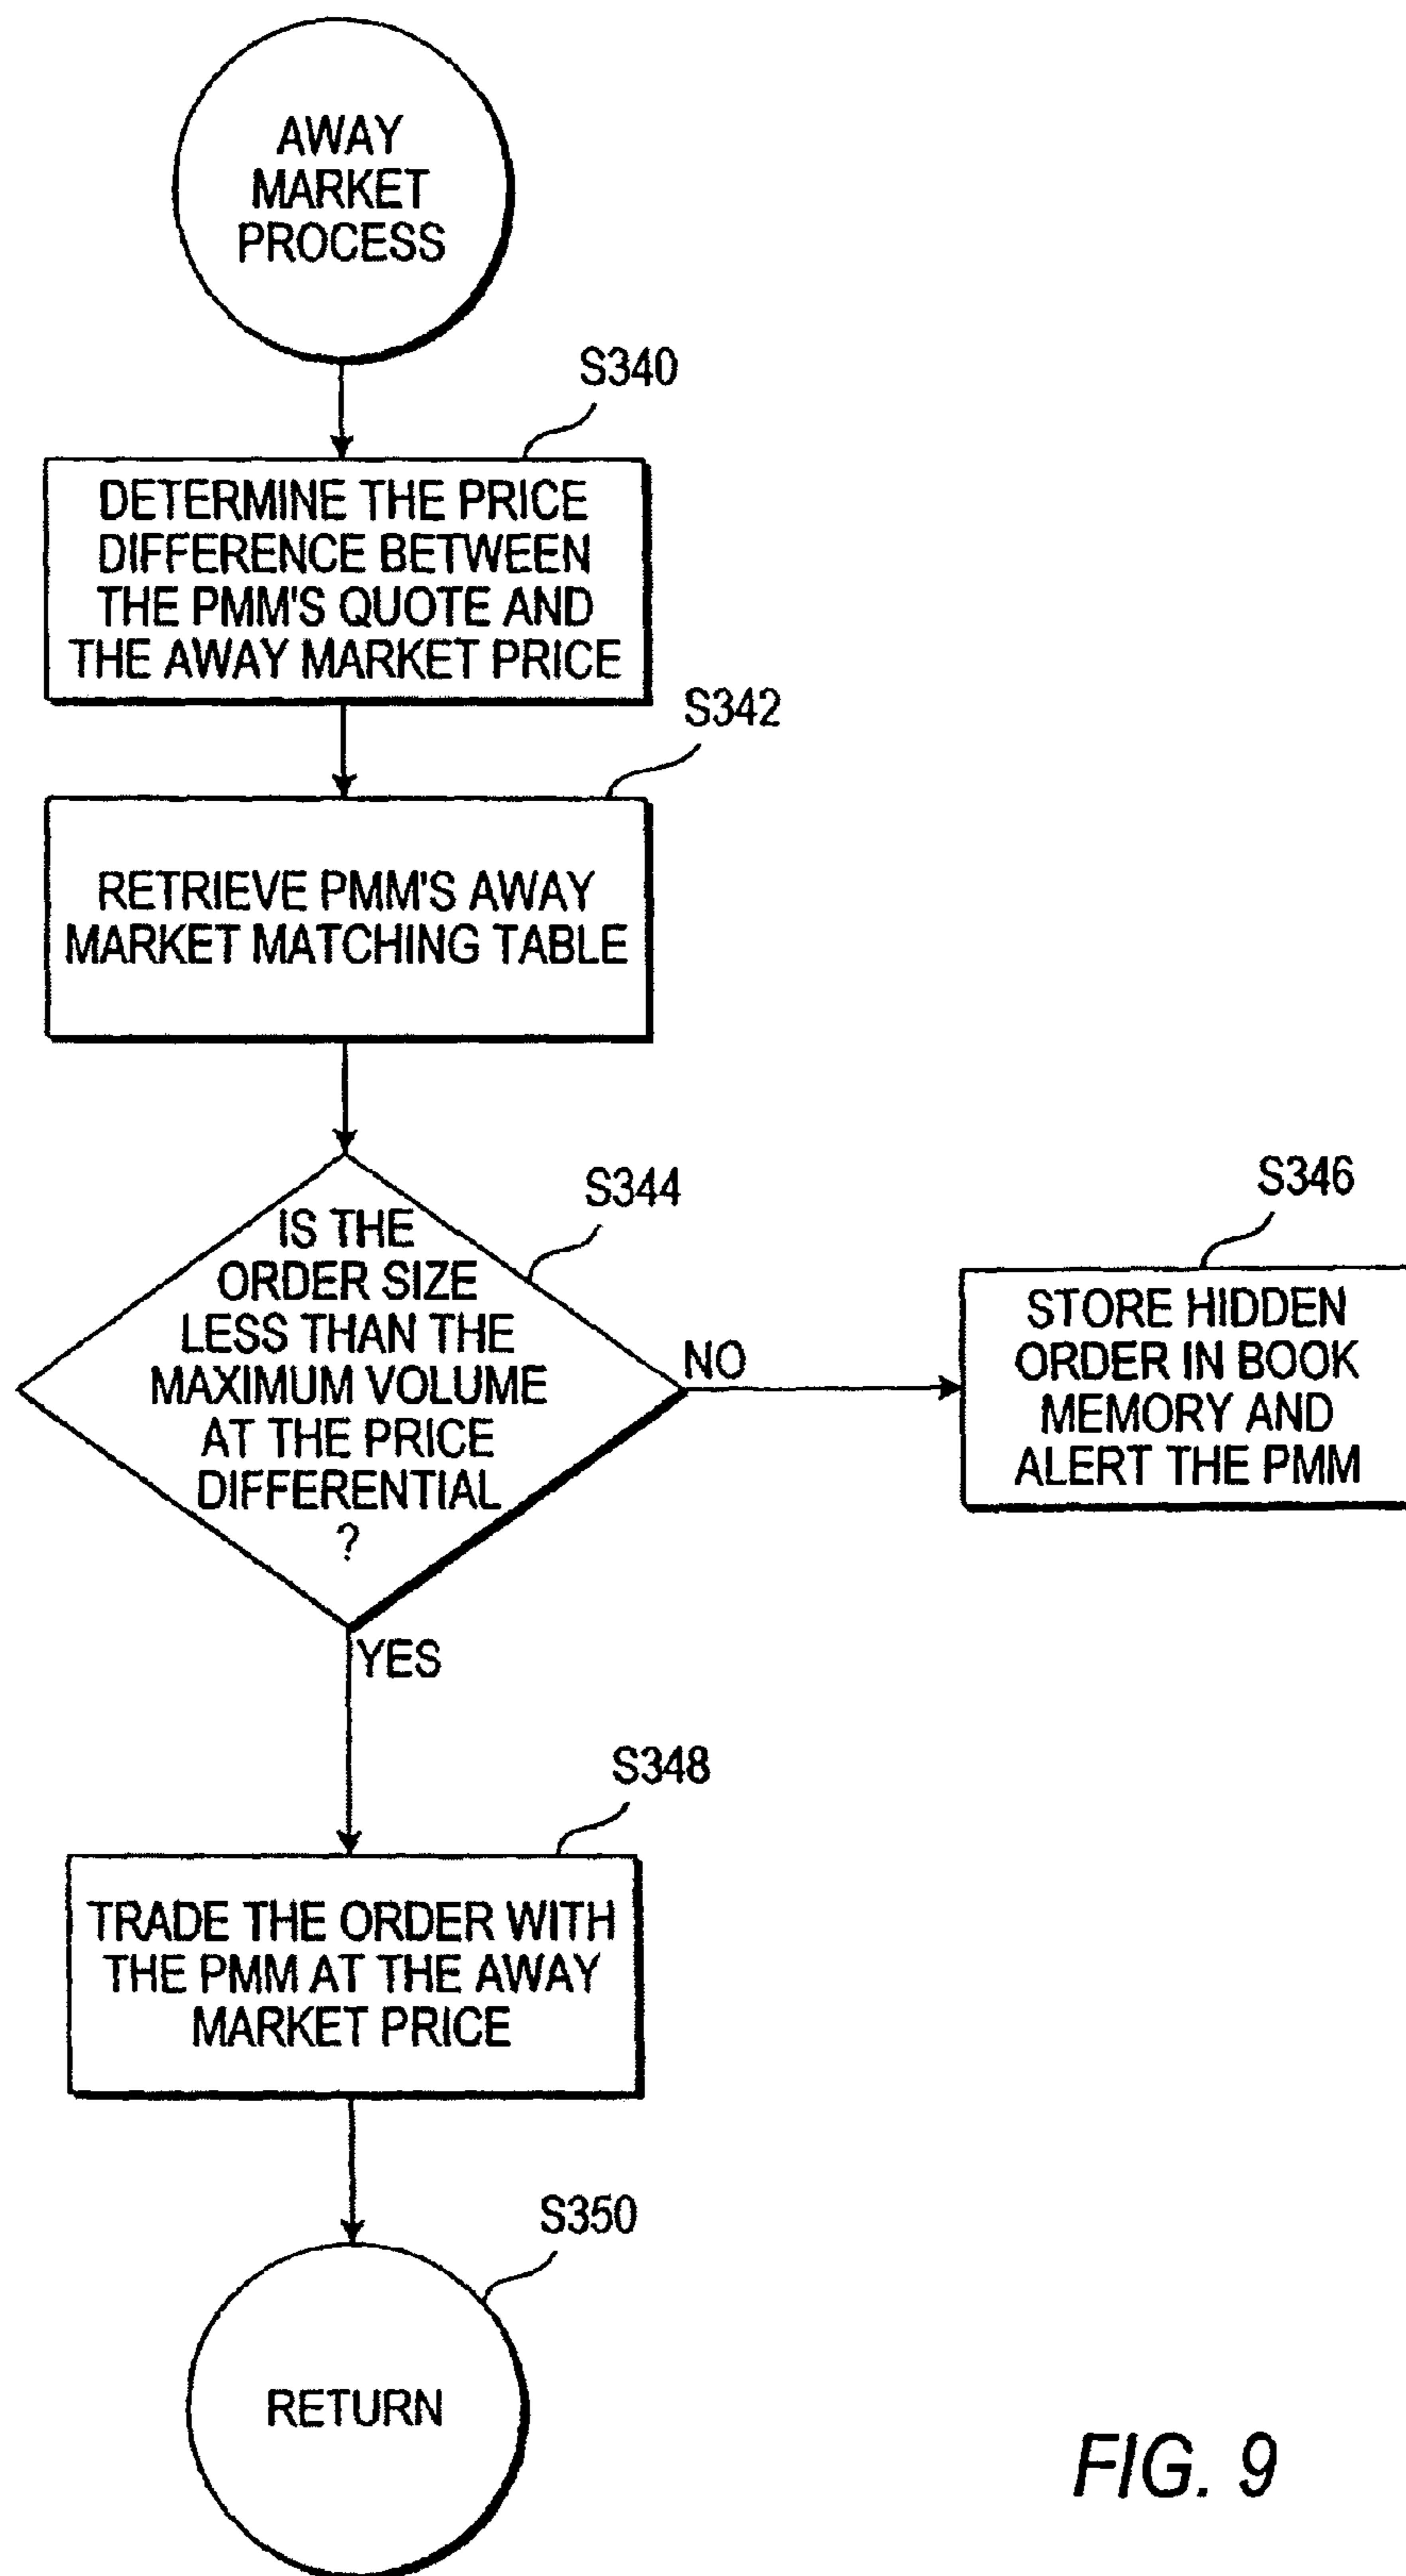 AWAY
MARKET
PROCESS
S340
DETERMINE THE PRICE
DIFFERENCE BETWEEN
THE PMM'S QUOTE AND
THE AWAY MARKET PRICE
S342
RETRIEVE PMM'S AWAY
MARKET MATCHING TABLE
S344
IS THE
ORDER SIZE
LESS THAN THE
MAXIMUM VOLUME
AT THE PRICE
DIFFERENTIAL
?
NO
S346
STORE HIDDEN
ORDER IN BOOK
MEMORY AND
ALERT THE PMM
YES
S348
TRADE THE ORDER WITH
THE PMM AT THE AWAY
MARKET PRICE
S350
RETURN
FIG. 9